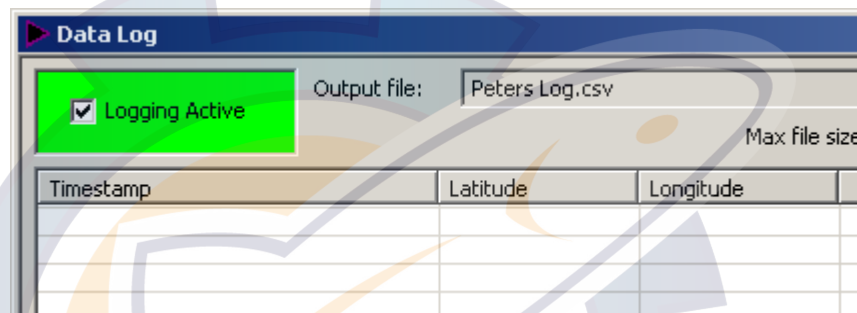 Data Log
Logging Active
Output file:
Peters Log.csv
Max file size
Timestamp Latitude Longitude